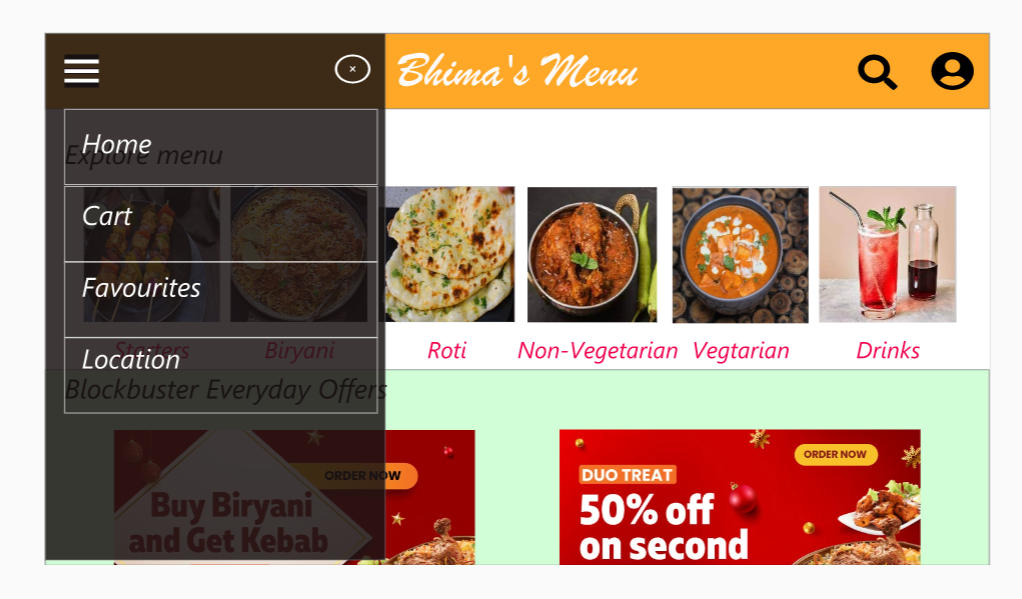 ×
Bhima's Menu
Home
Explore menu
Cart
Favourites
Location
Starters
Biryani
Roti
Non-Vegetarian
Vegtarian
Drinks
Blockbuster Everyday Offers
ORDER NOW
Buy Biryani
and Get Kebab
ORDER NOW
DUO TREAT
50% off
on second